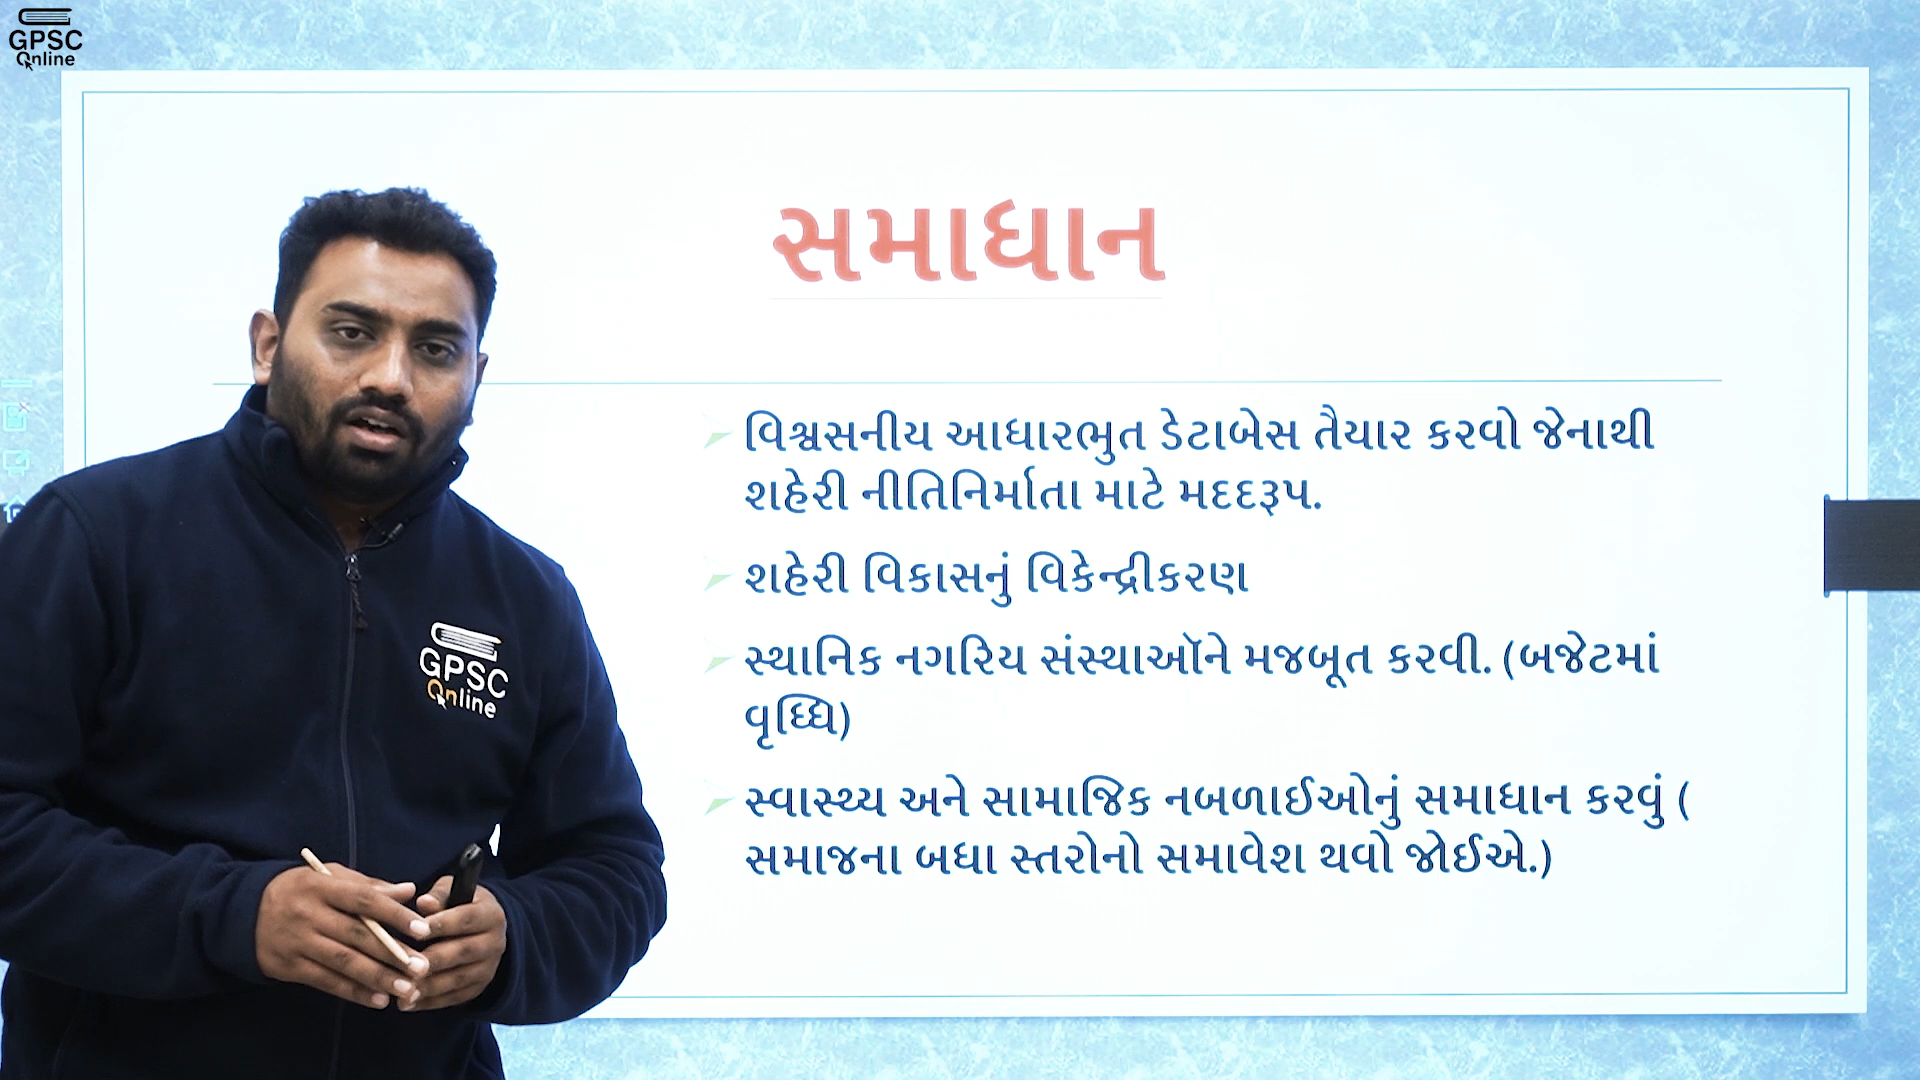 GPSC
Online
સમાધાન
વિશ્વસનીય આધારભુત ડેટાબેસ તૈયાર કરવો જેનાથી
શહેરી નીતિનિર્માતા માટે મદદરૂપ.
શહેરી વિકાસનું વિકેન્દ્રીકરણ
સ્થાનિક નગરિય સંસ્થાઑને મજબૂત કરવી. (બજેટમાં
વૃધ્ધિ)
સ્વાસ્થ્ય અને સામાજિક નબળાઈઓનું સમાધાન કરવું (
સમાજના બધા સ્તરોનો સમાવેશ થવો જોઈએ.)
GPSC
Online